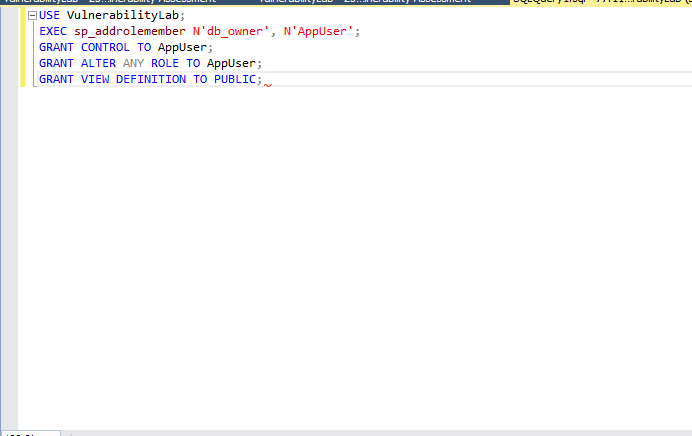 USE VulnerabilityLab;
EXEC sp_addrolemember N'db_owner', N'AppUser';
GRANT CONTROL TO AppUser;
GRANT ALTER ANY ROLE TO AppUser;
GRANT VIEW DEFINITION TO PUBLIC;